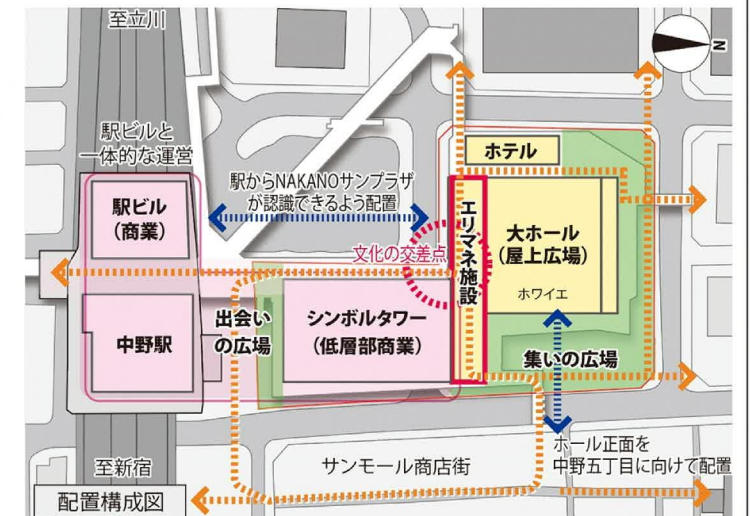 至立川
N
駅ビルと
一体的な運営
ホテル
駅からNAKANOサンプラザ
が認識できるよう配置
駅ビル
（商業）
エリマネ施設
大ホール
（屋上広場）
文化の交差点
ホワイエ
中野駅
出会い
の広場
シンボルタワー
（低層部商業）
集いの広場
至新宿
サンモール商店街
ホール正面を
中野五丁目に向けて配置
配置構成図